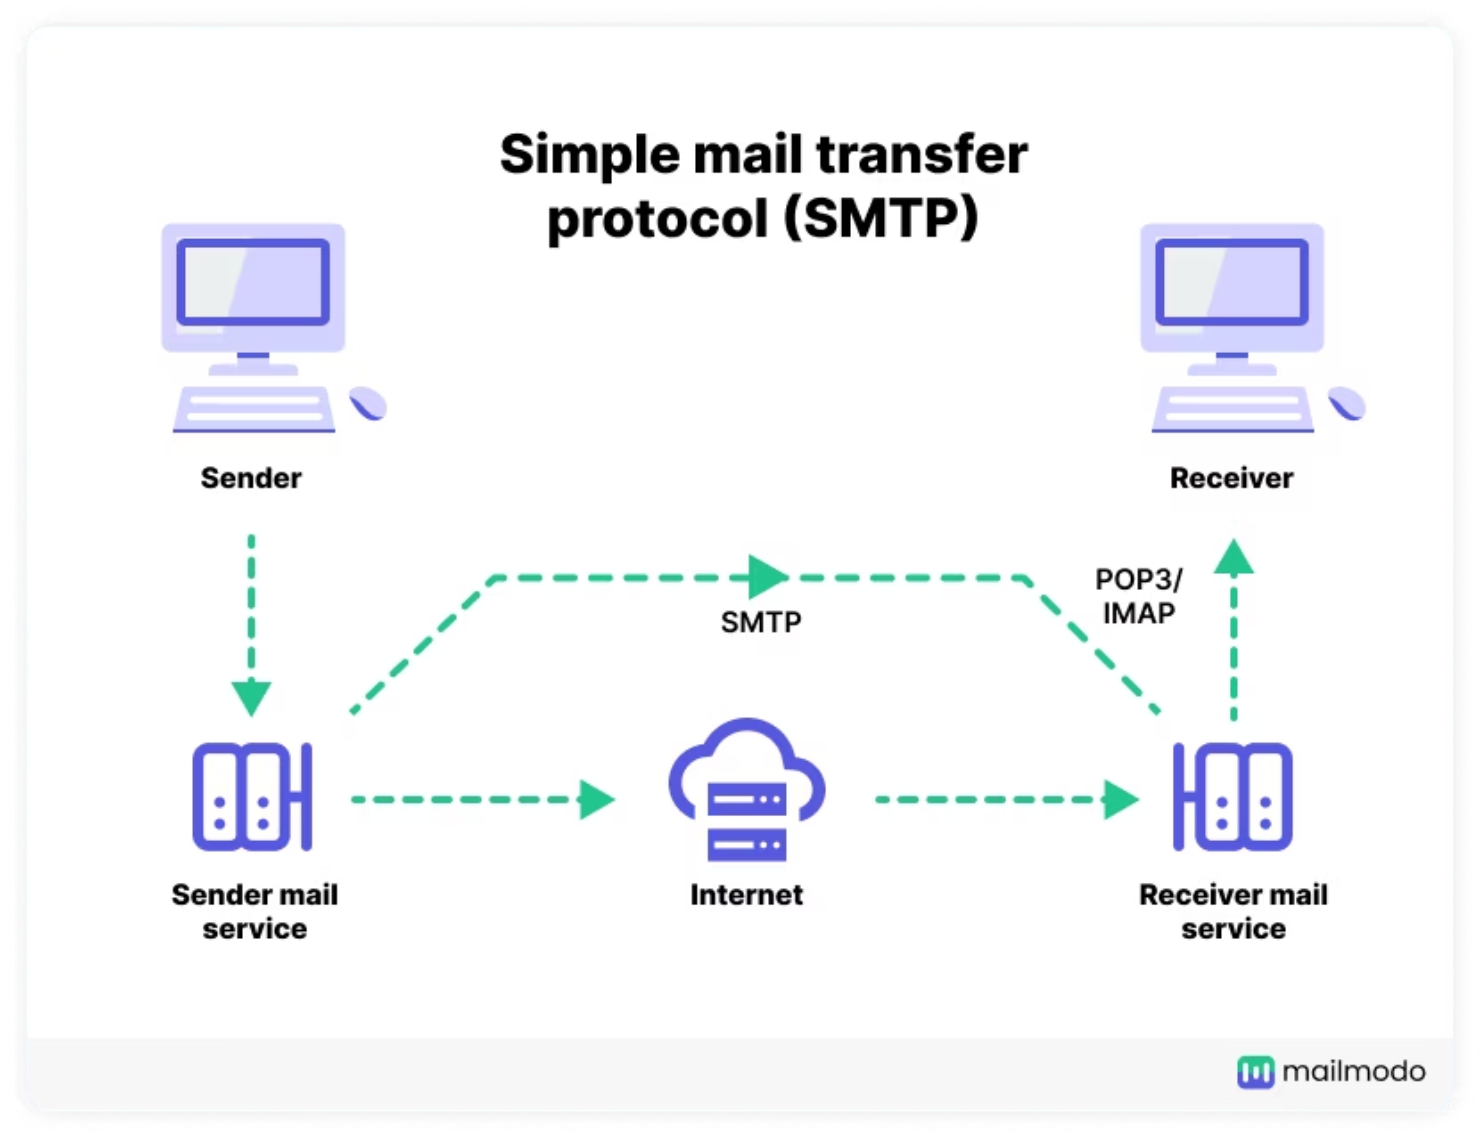 Simple mail transfer
protocol (SMTP)
Sender
Receiver
SMTP
POP3/
IMAP
Sender mail
service
Internet
Receiver mail
service
mailmodo